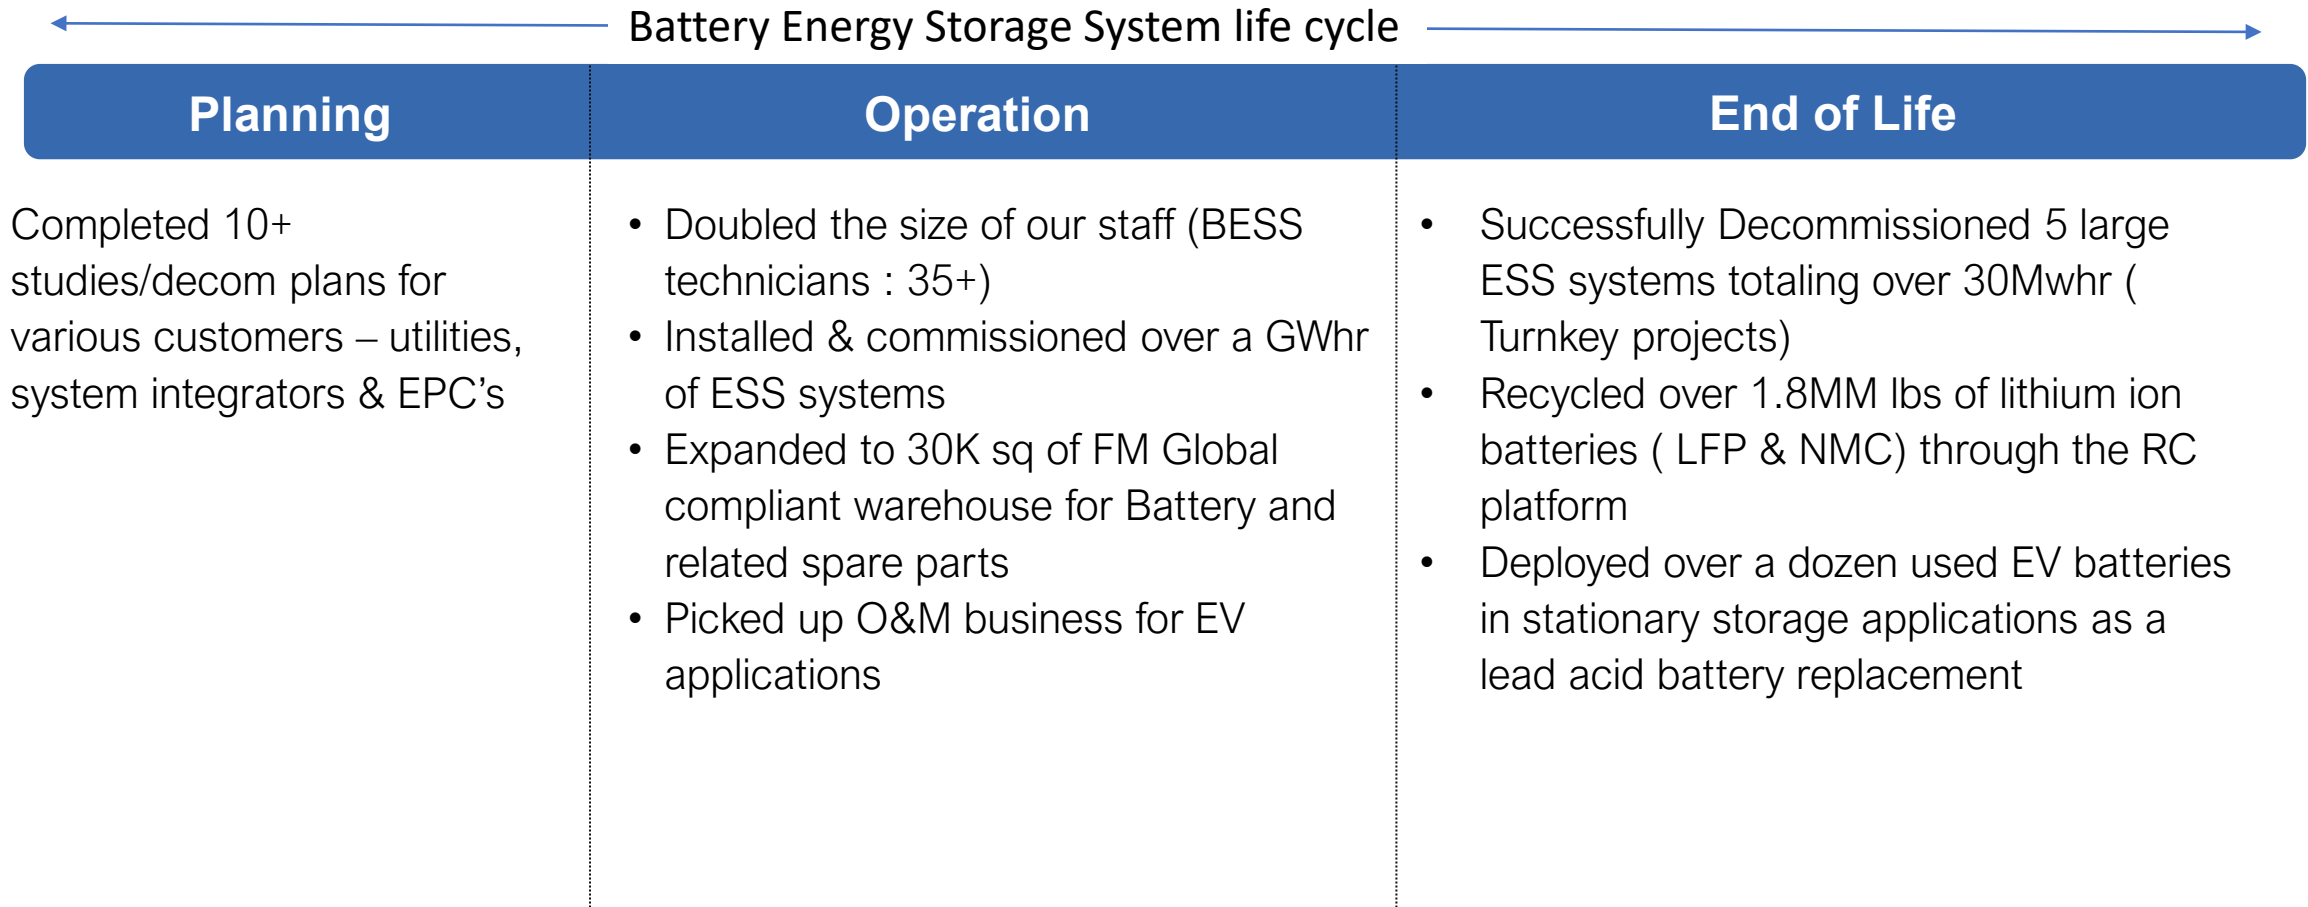 Battery Energy Storage System life cycle
Planning
Operation
End of Life
Completed 10+
studies/decom plans for
various customers – utilities,
system integrators & EPC’s
• Doubled the size of our staff (BESS
technicians : 35+)
• Installed & commissioned over a GWhr
of ESS systems
• Expanded to 30K sq of FM Global
compliant warehouse for Battery and
related spare parts
• Picked up O&M business for EV
applications
• Successfully Decommissioned 5 large
ESS systems totaling over 30Mwhr (
Turnkey projects)
• Recycled over 1.8MM lbs of lithium ion
batteries ( LFP & NMC) through the RC
platform
• Deployed over a dozen used EV batteries
in stationary storage applications as a
lead acid battery replacement